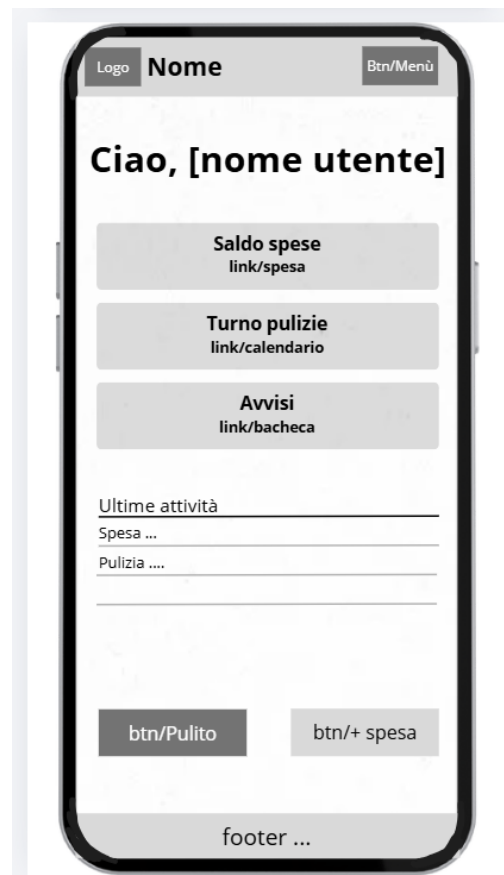 Logo Nome Btn/Menù
Ciao, [nome utente]
Saldo spese
link/spesa
Turno pulizie
link/calendario
Avvisi
link/bacheca
Ultime attività
Spesa ...
Pulizia ....
btn/Pulito btn/+ spesa
footer ...